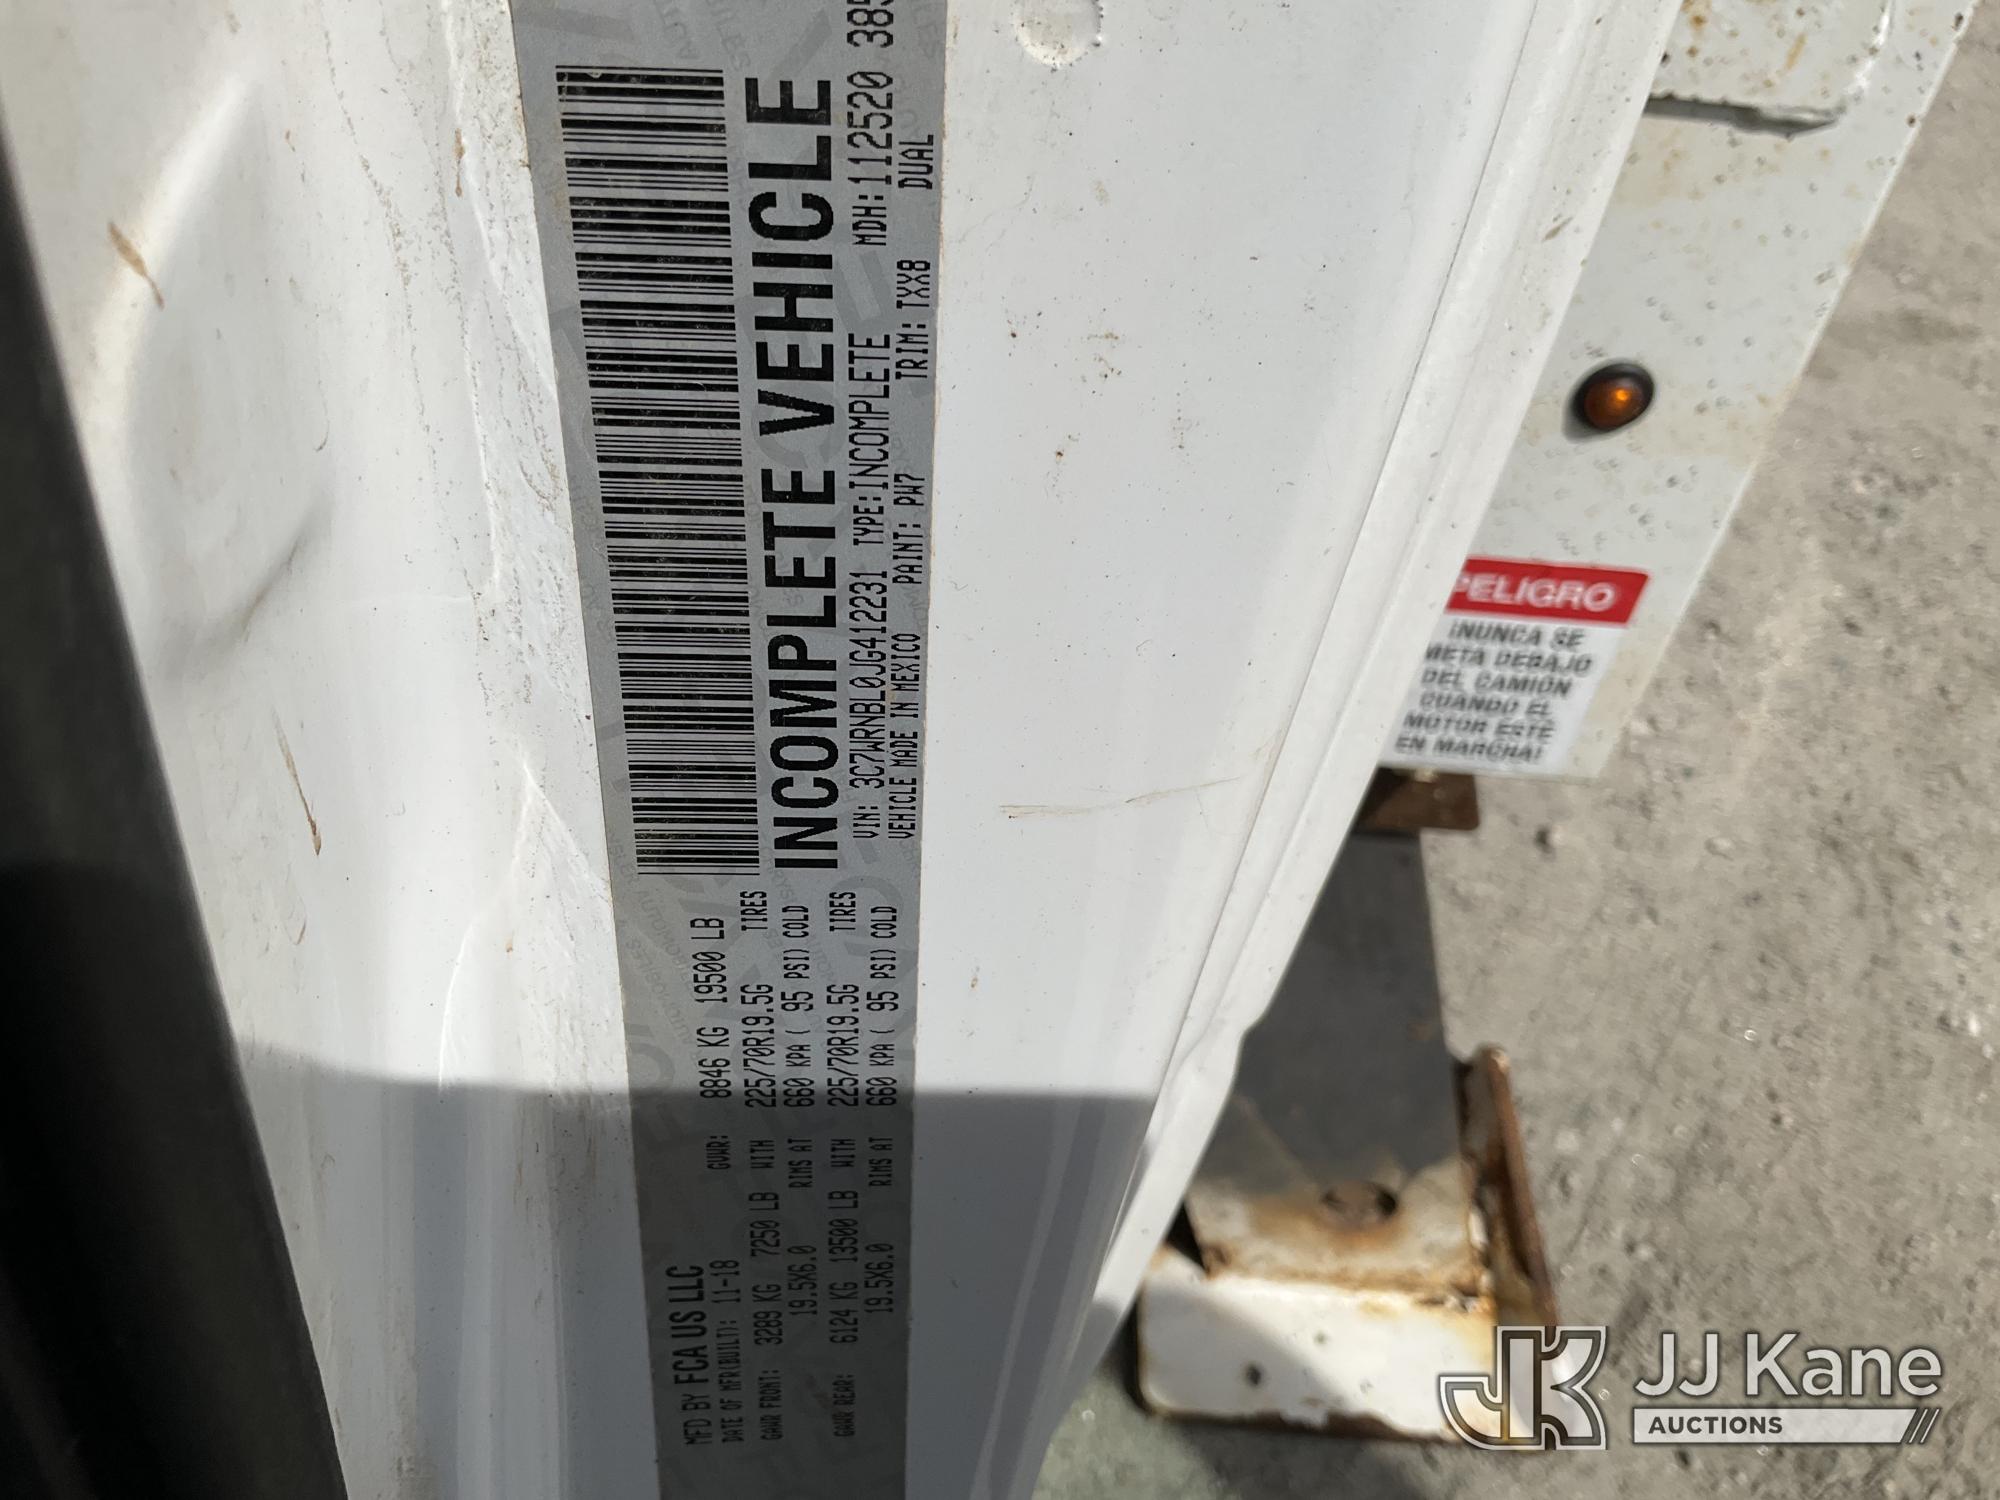 MFD BY FCA US LLC
DATE OF MFR(BUILT): 11-18 GVWR: 8846 KG 19500 LB
GAWR FRONT: 3289 KG 7250 LB WITH 225/70R19.5G TIRES
19.5X6.0 RIMS AT 660 KPA ( 95 PSI) COLD
GAWR REAR: 6124 KG 13500 LB WITH 225/70R19.5G TIRES
19.5X6.0 RIMS AT 660 KPA ( 95 PSI) COLD
INCOMPLETE VEHICLE
VIN: 3C7WRNBL0JG412231 TYPE:INCOMPLETE MDH:112520 385
VEHICLE MADE IN MEXICO PAINT: PW7 TRIM: TXX8 DUAL
PELIGRO
¡NUNCA SE
META DEBAJO
DEL CAMIÓN
CUANDO EL
MOTOR ESTÉ
EN MARCHA!
JK JJ Kane
AUCTIONS